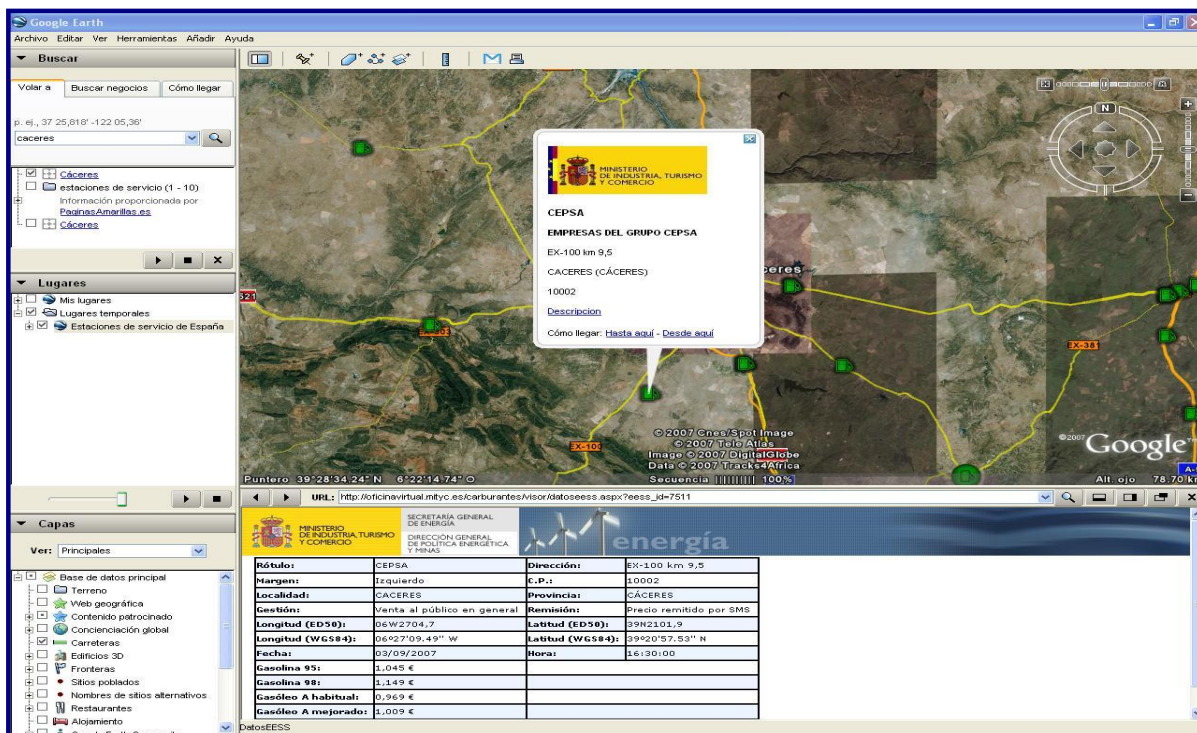 Google Earth
Archivo Editar Ver Herramientas Añadir Ayuda
Buscar
Volar a Buscar negocios Cómo llegar
p. ej., 37 25,818' -122 05,36'
caceres
Cáceres
estaciones de servicio (1 - 10)
Información proporcionada por
PaginasAmarillas.es
Cáceres
Lugares
Mis lugares
Lugares temporales
Estaciones de servicio de España
Capas
Ver: Principales
Base de datos principal
Terreno
Web geográfica
Contenido patrocinado
Concienciación global
Carreteras
Edificios 3D
Fronteras
Sitios poblados
Nombres de sitios alternativos
Restaurantes
Alojamiento
N
MINISTERIO
DE INDUSTRIA, TURISMO
Y COMERCIO
CEPSA
EMPRESAS DEL GRUPO CEPSA
EX-100 km 9,5
CACERES (CÁCERES)
10002
Descripcion
Cómo llegar: Hasta aquí - Desde aquí
eres
521
EX-381
EX-100
© 2007 Cnes/Spot Image
© 2007 Tele Atlas
Image © 2007 DigitalGlobe
Data © 2007 Tracks4Africa
©2007 Google™
Puntero 39°28'34.24" N 6°22'14.74" O Secuencia |||||||||| 100% Alt. ojo 78.70 km
URL: http://oficinavirtual.mityc.es/carburantes/visor/datoseess.aspx?eess_id=7511
MINISTERIO
DE INDUSTRIA, TURISMO
Y COMERCIO
SECRETARÍA GENERAL
DE ENERGÍA
DIRECCIÓN GENERAL
DE POLÍTICA ENERGÉTICA
Y MINAS
energía
Rótulo: CEPSA Dirección: EX-100 km 9,5
Margen: Izquierdo C.P.: 10002
Localidad: CACERES Provincia: CÁCERES
Gestión: Venta al público en general Remisión: Precio remitido por SMS
Longitud (ED50): 06W2704,7 Latitud (ED50): 39N2101,9
Longitud (WGS84): 06º27'09.49'' W Latitud (WGS84): 39º20'57.53'' N
Fecha: 03/09/2007 Hora: 16:30:00
Gasolina 95: 1,045 €
Gasolina 98: 1,149 €
Gasóleo A habitual: 0,969 €
Gasóleo A mejorado: 1,009 €
DatosEESS